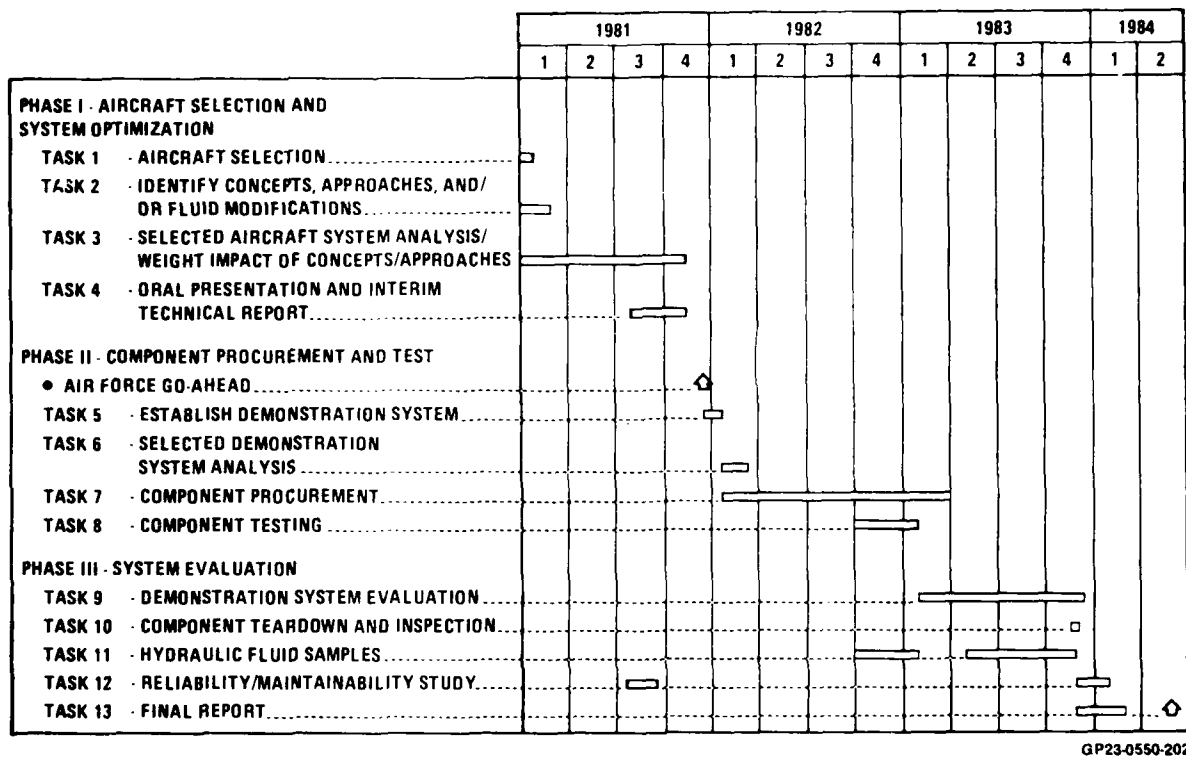 1981 1982 1983 1984
1 2 3 4 1 2 3 4 1 2 3 4 1 2
PHASE I - AIRCRAFT SELECTION AND
SYSTEM OPTIMIZATION
TASK 1 - AIRCRAFT SELECTION
TASK 2 - IDENTIFY CONCEPTS, APPROACHES, AND/
OR FLUID MODIFICATIONS
TASK 3 - SELECTED AIRCRAFT SYSTEM ANALYSIS/
WEIGHT IMPACT OF CONCEPTS/APPROACHES
TASK 4 - ORAL PRESENTATION AND INTERIM
TECHNICAL REPORT
PHASE II - COMPONENT PROCUREMENT AND TEST
● AIR FORCE GO-AHEAD
TASK 5 - ESTABLISH DEMONSTRATION SYSTEM
TASK 6 - SELECTED DEMONSTRATION
SYSTEM ANALYSIS
TASK 7 - COMPONENT PROCUREMENT
TASK 8 - COMPONENT TESTING
PHASE III - SYSTEM EVALUATION
TASK 9 - DEMONSTRATION SYSTEM EVALUATION
TASK 10 - COMPONENT TEARDOWN AND INSPECTION
TASK 11 - HYDRAULIC FLUID SAMPLES
TASK 12 - RELIABILITY/MAINTAINABILITY STUDY
TASK 13 - FINAL REPORT
GP23-0550-202